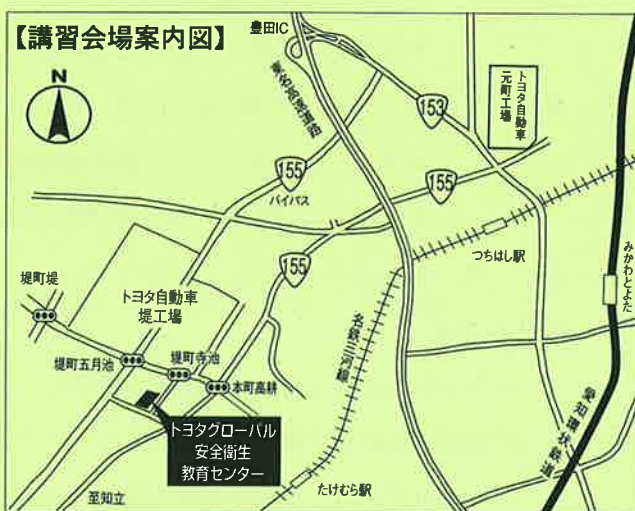 【講習会場案内図】
豊田IC
N
東名高速道路
153
トヨタ自動車
元町工場
155
バイパス
155
155
つちはし駅
みかわとよた
堤町堤
トヨタ自動車
堤工場
名鉄三河線
堤町五月池
堤町寺池
本町高耕
愛知環状鉄道
トヨタグローバル
安全衛生
教育センター
たけむら駅
至知立